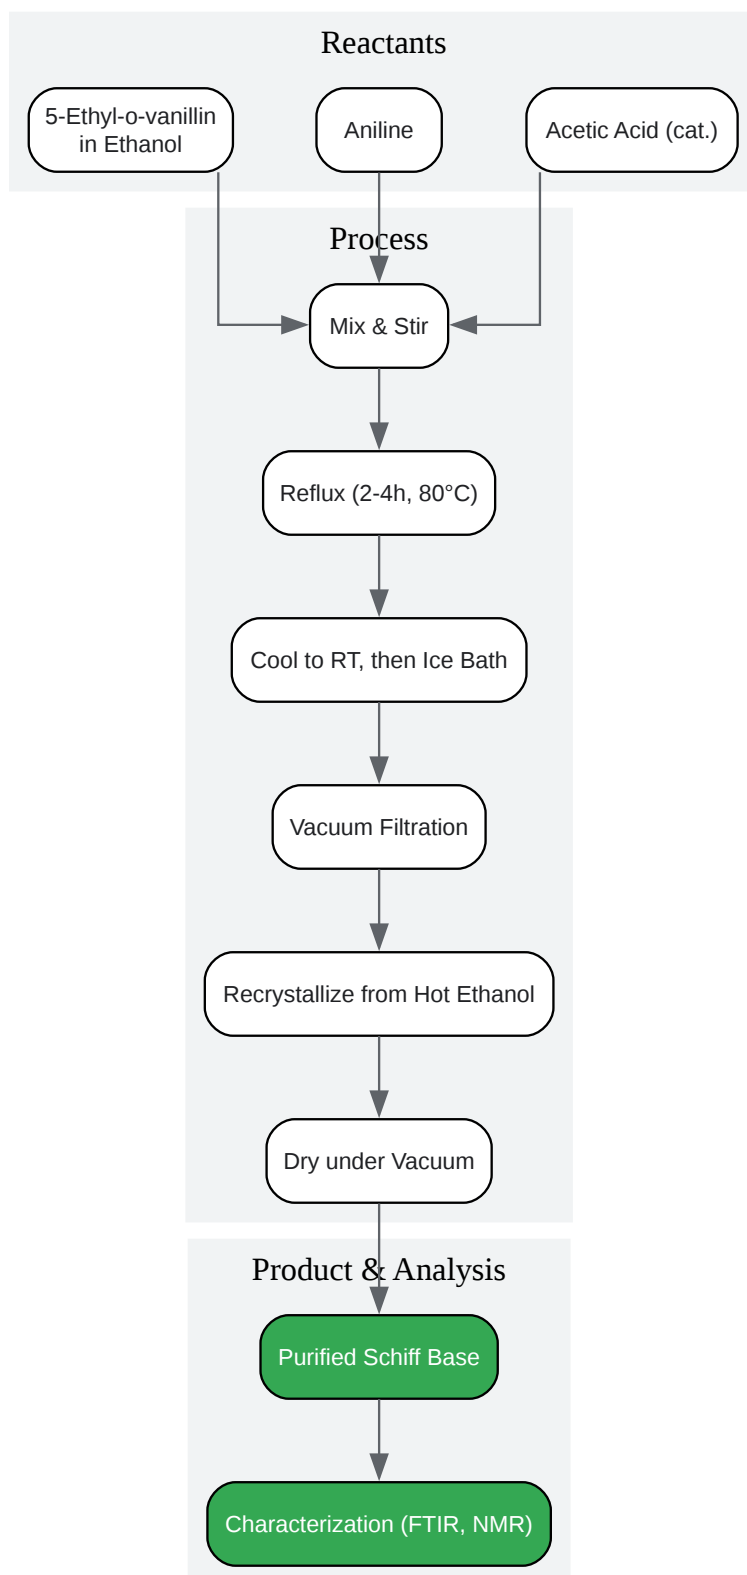 Reactants
5-Ethyl-o-vanillin
in Ethanol
Aniline
Acetic Acid (cat.)
Process
Mix & Stir
Reflux (2-4h, 80°C)
Cool to RT, then Ice Bath
Vacuum Filtration
Recrystallize from Hot Ethanol
Dry under Vacuum
Product & Analysis
Purified Schiff Base
Characterization (FTIR, NMR)